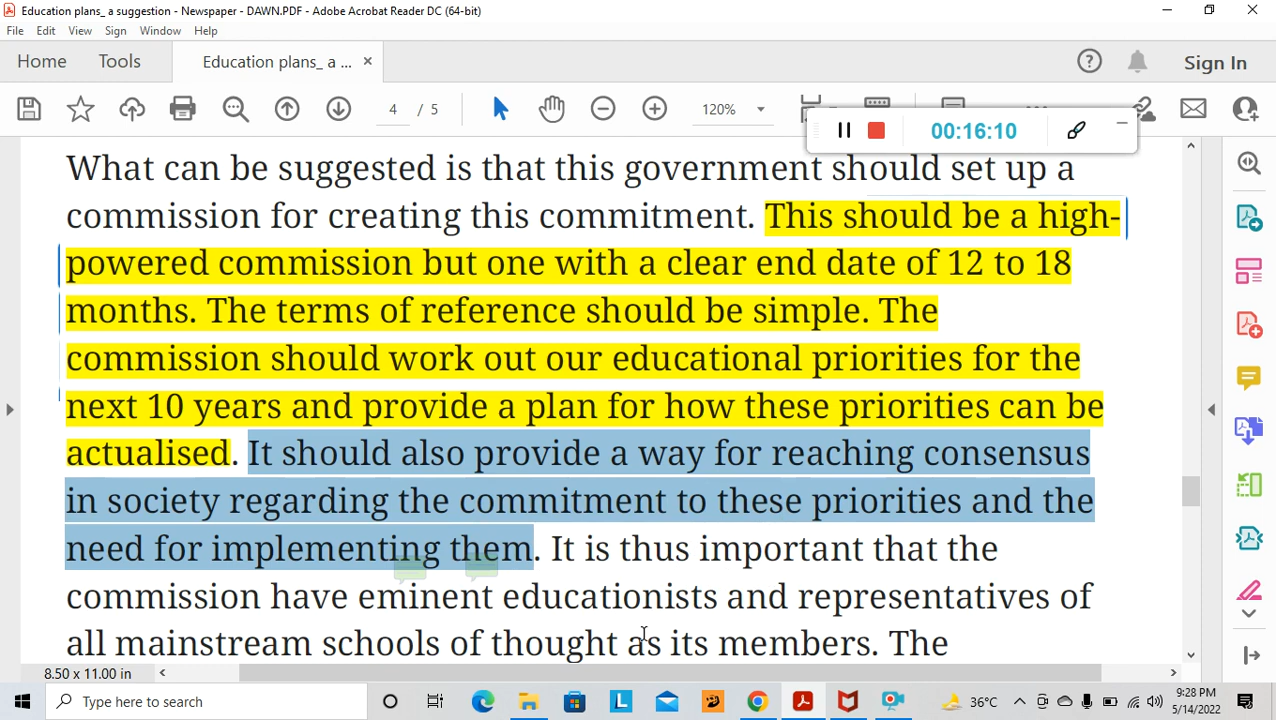 Education plans_ a suggestion - Newspaper - DAWN.PDF - Adobe Acrobat Reader DC (64-bit)
File Edit View Sign Window Help
Home Tools Education plans_ a ... × Sign In
4 / 5 120% 00:16:10
What can be suggested is that this government should set up a
commission for creating this commitment. This should be a high-
powered commission but one with a clear end date of 12 to 18
months. The terms of reference should be simple. The
commission should work out our educational priorities for the
next 10 years and provide a plan for how these priorities can be
actualised. It should also provide a way for reaching consensus
in society regarding the commitment to these priorities and the
need for implementing them. It is thus important that the
commission have eminent educationists and representatives of
all mainstream schools of thought as its members. The
8.50 x 11.00 in
Type here to search
L
36°C
9:28 PM
5/14/2022